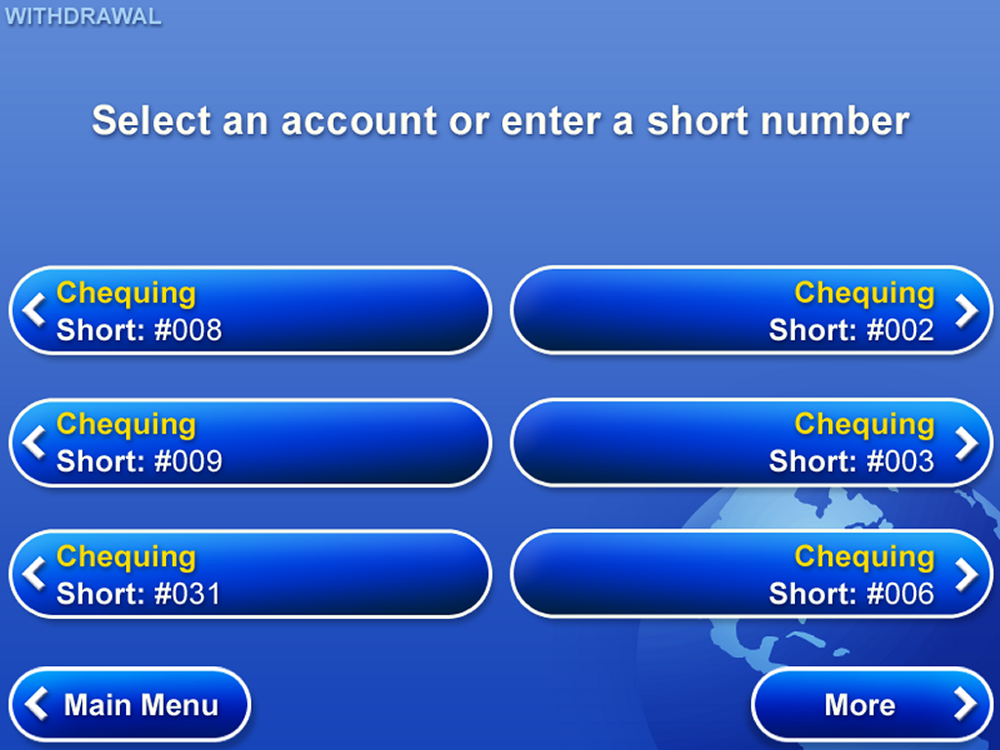 WITHDRAWAL
Select an account or enter a short number
Chequing
Short: #008
Chequing
Short: #002
Chequing
Short: #009
Chequing
Short: #003
Chequing
Short: #031
Chequing
Short: #006
Main Menu
More